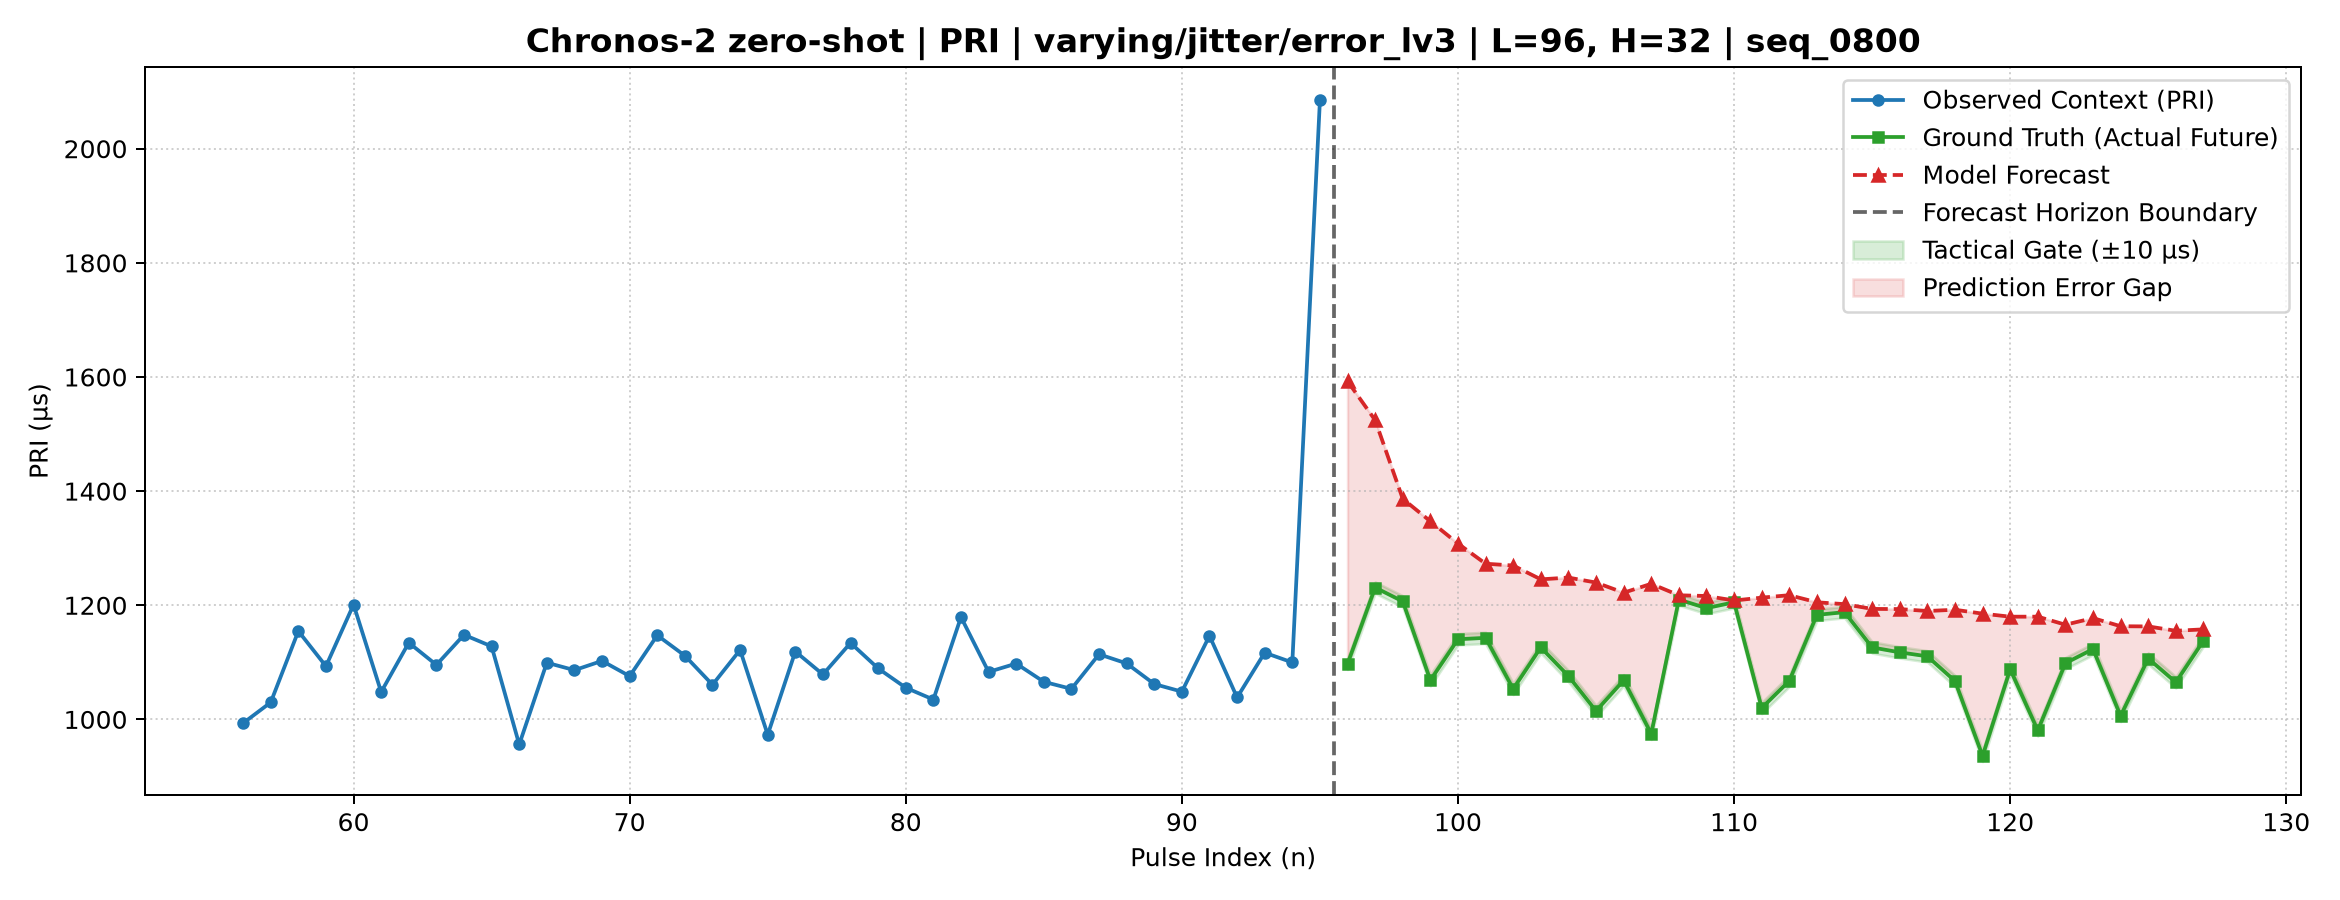 Chronos-2 zero-shot | PRI | varying/jitter/error_lv3 | L=96, H=32 | seq_0800
PRI (μs)
2000
1800
1600
1400
1200
1000
Observed Context (PRI)
Ground Truth (Actual Future)
Model Forecast
Forecast Horizon Boundary
Tactical Gate (±10 μs)
Prediction Error Gap
60 70 80 90 100 110 120 130
Pulse Index (n)